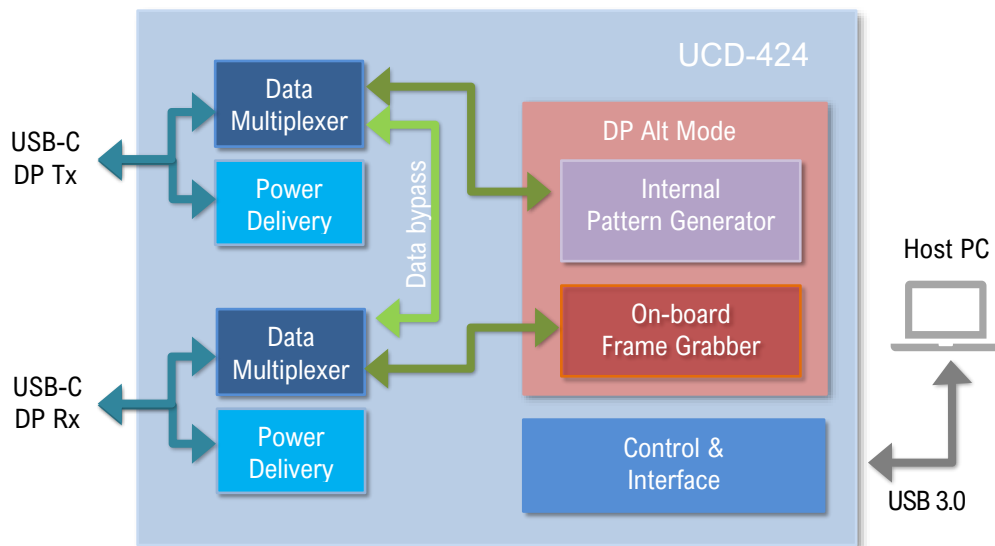 UCD-424
Data
Multiplexer
USB-C
DP Tx
Power
Delivery
Data bypass
DP Alt Mode
Internal
Pattern Generator
Host PC
On-board
Frame Grabber
Data
Multiplexer
USB-C
DP Rx
Power
Delivery
Control &
Interface
USB 3.0